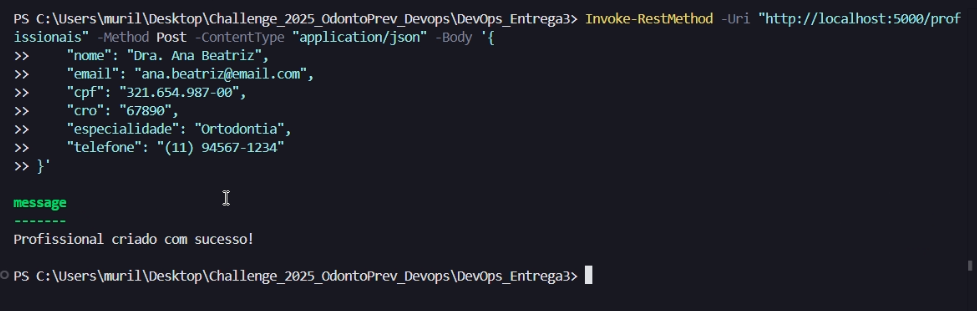 PS C:\Users\muril\Desktop\Challenge_2025_OdontoPrev_Devops\DevOps_Entrega3> Invoke-RestMethod -Uri "http://localhost:5000/prof
issionais" -Method Post -ContentType "application/json" -Body '{
>>     "nome": "Dra. Ana Beatriz",
>>     "email": "ana.beatriz@email.com",
>>     "cpf": "321.654.987-00",
>>     "cro": "67890",
>>     "especialidade": "Ortodontia",
>>     "telefone": "(11) 94567-1234"
>> }'
message
-------
Profissional criado com sucesso!
PS C:\Users\muril\Desktop\Challenge_2025_OdontoPrev_Devops\DevOps_Entrega3>